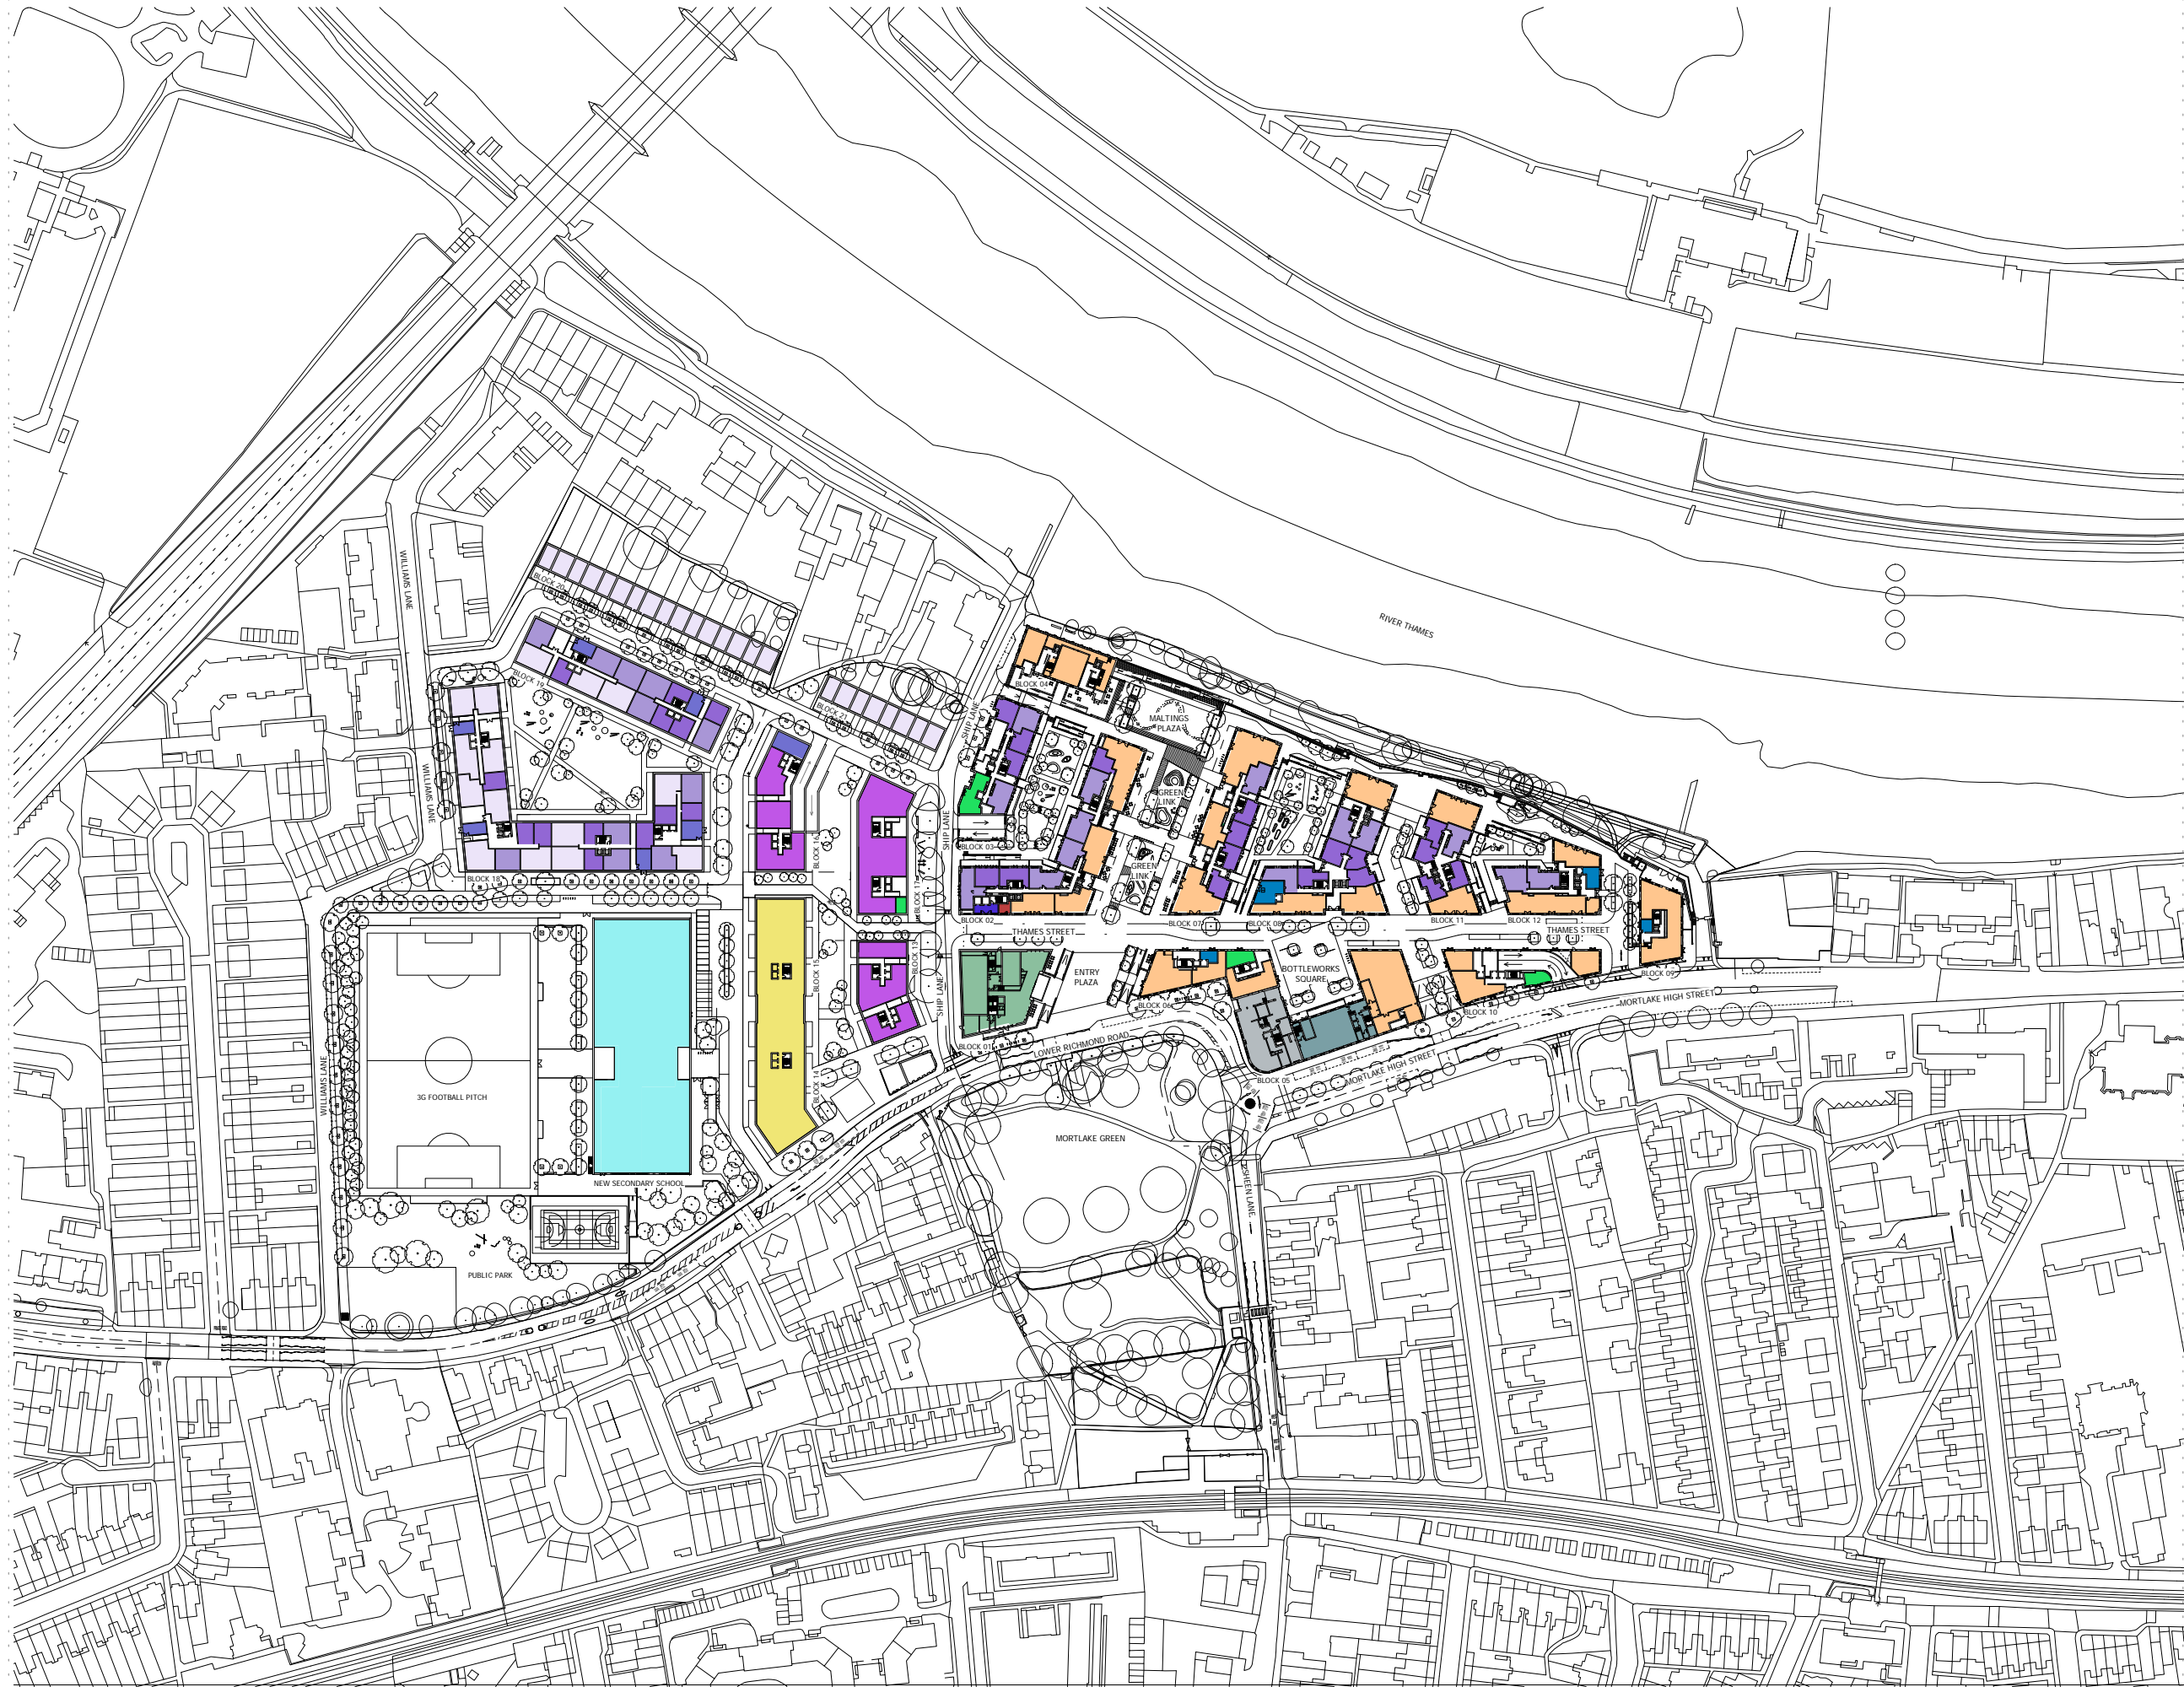 RIVER THAMES
WILLIAMS LANE
BLOCK 20
BLOCK 19
BLOCK 04
BLOCK 21
SHIP LANE
MALTINGS
PLAZA
WILLIAMS LANE
GREEN
LINK
SHIP LANE
BLOCK 16
BLOCK 03
GREEN
LINK
BLOCK 18
BLOCK 17
BLOCK 02
BLOCK 07
BLOCK 08
BLOCK 11
BLOCK 12
THAMES STREET
THAMES STREET
BLOCK 13
BLOCK 15
ENTRY
PLAZA
BOTTLEWORKS
SQUARE
BLOCK 09
SHIP LANE
BLOCK 06
BLOCK 10
MORTLAKE HIGH STREET
BLOCK 01
LOWER RICHMOND ROAD
MORTLAKE HIGH STREET
BLOCK 05
WILLIAMS LANE
BLOCK 14
3G FOOTBALL PITCH
MORTLAKE GREEN
NEW SECONDARY SCHOOL
SHEEN LANE
PUBLIC PARK